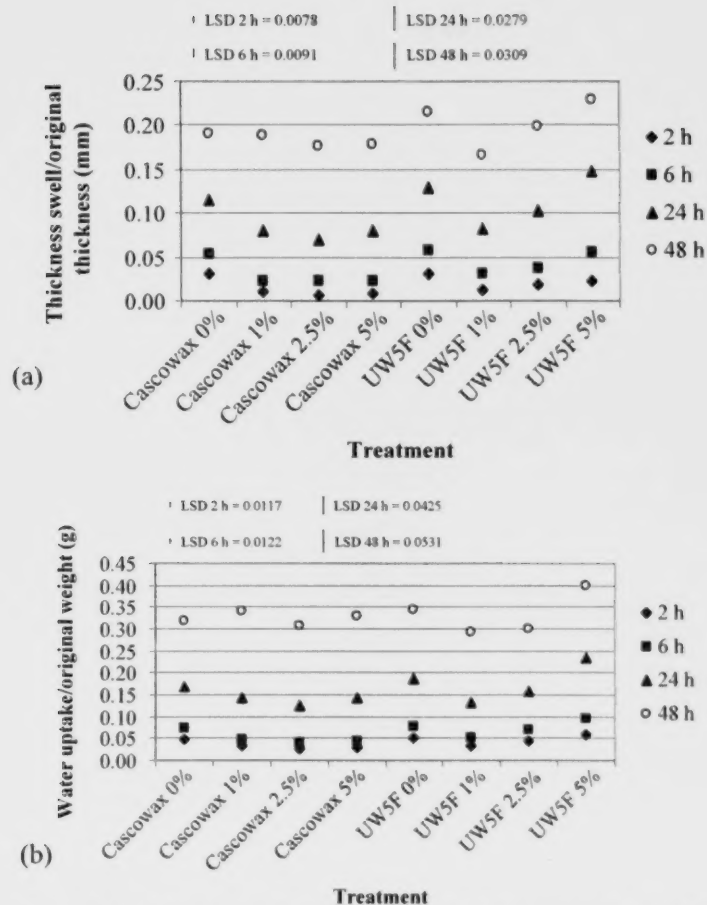 LSD 2 h = 0.0078 LSD 24 h = 0.0279
LSD 6 h = 0.0091 LSD 48 h = 0.0309
Thickness swell/original
thickness (mm)
0.25
0.20
0.15
0.10
0.05
0.00
2 h
6 h
24 h
48 h
Cascowax 0%
Cascowax 1%
Cascowax 2.5%
Cascowax 5%
UW5F 0%
UW5F 1%
UW5F 2.5%
UW5F 5%
(a)
Treatment
LSD 2 h = 0.0117 LSD 24 h = 0.0425
LSD 6 h = 0.0122 LSD 48 h = 0.0531
Water uptake/original weight (g)
0.45
0.40
0.35
0.30
0.25
0.20
0.15
0.10
0.05
0.00
2 h
6 h
24 h
48 h
Cascowax 0%
Cascowax 1%
Cascowax 2.5%
Cascowax 5%
UW5F 0%
UW5F 1%
UW5F 2.5%
UW5F 5%
(b)
Treatment